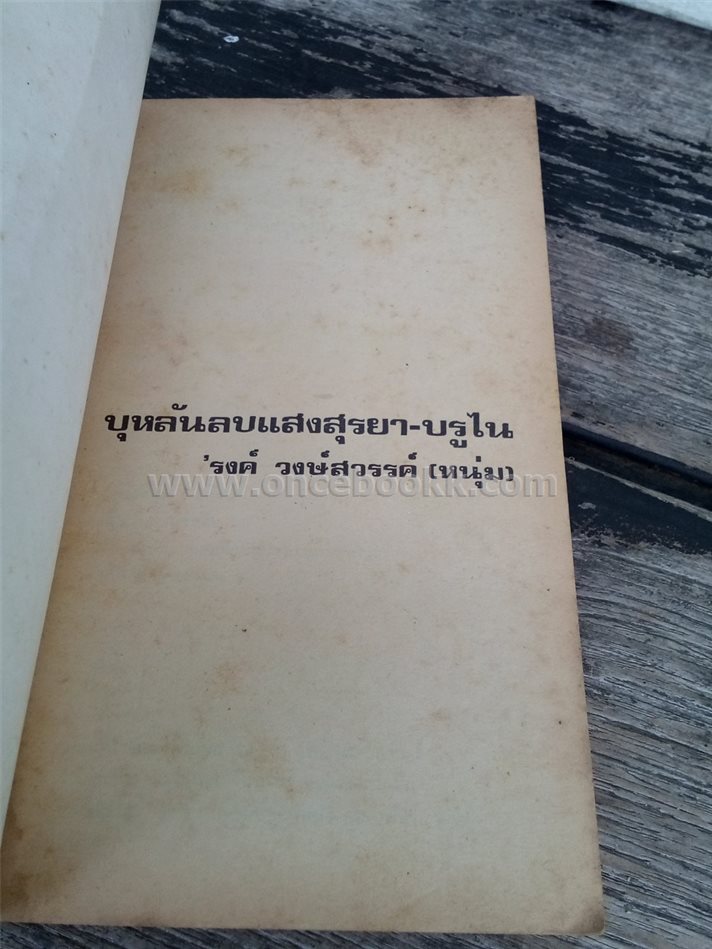 บุหลันลบแสงสุรยา-บรูไน
'รงค์ วงษ์สวรรค์ (หนุ่ม)
www.oncebookk.com